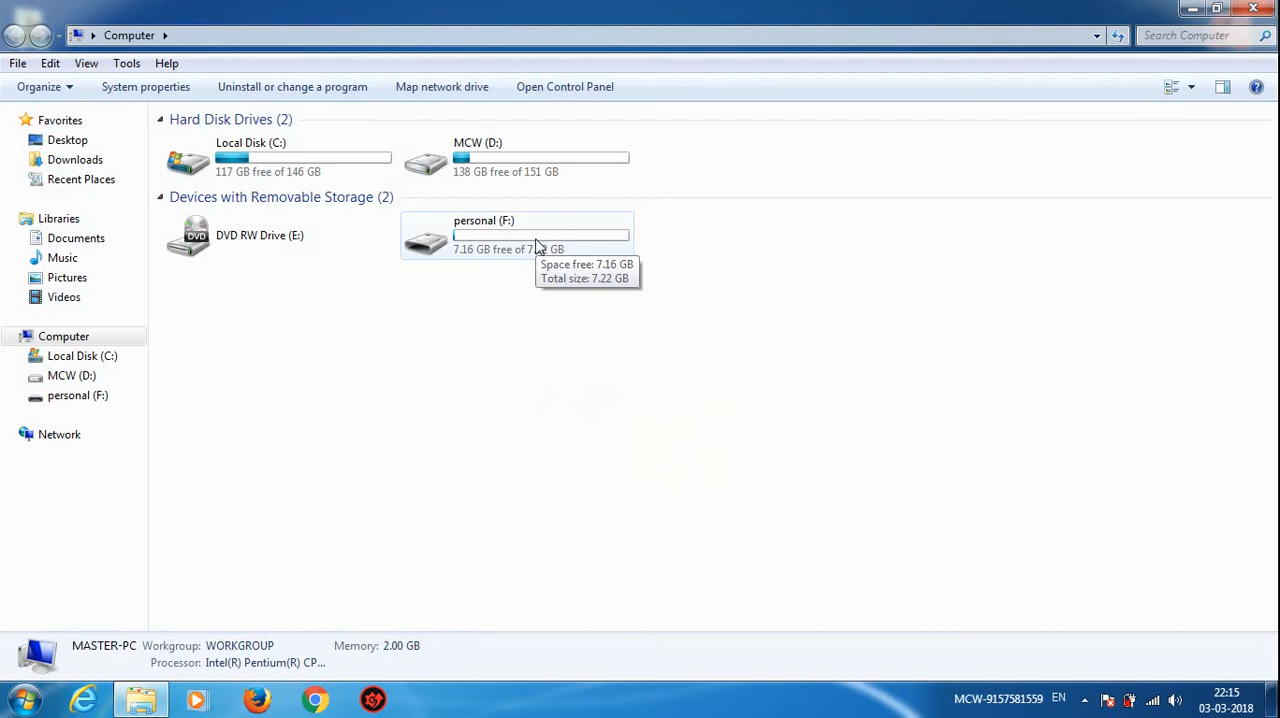 Computer
Search Computer
File Edit View Tools Help
Organize System properties Uninstall or change a program Map network drive Open Control Panel
Favorites
Desktop
Downloads
Recent Places
Libraries
Documents
Music
Pictures
Videos
Computer
Local Disk (C:)
MCW (D:)
personal (F:)
Network
Hard Disk Drives (2)
Local Disk (C:)
117 GB free of 146 GB
MCW (D:)
138 GB free of 151 GB
Devices with Removable Storage (2)
DVD
DVD RW Drive (E:)
personal (F:)
7.16 GB free of GB
Space free: 7.16 GB
Total size: 7.22 GB
MASTER-PC Workgroup: WORKGROUP Memory: 2.00 GB
Processor: Intel(R) Pentium(R) CP...
MCW-9157581559 EN
22:15
03-03-2018